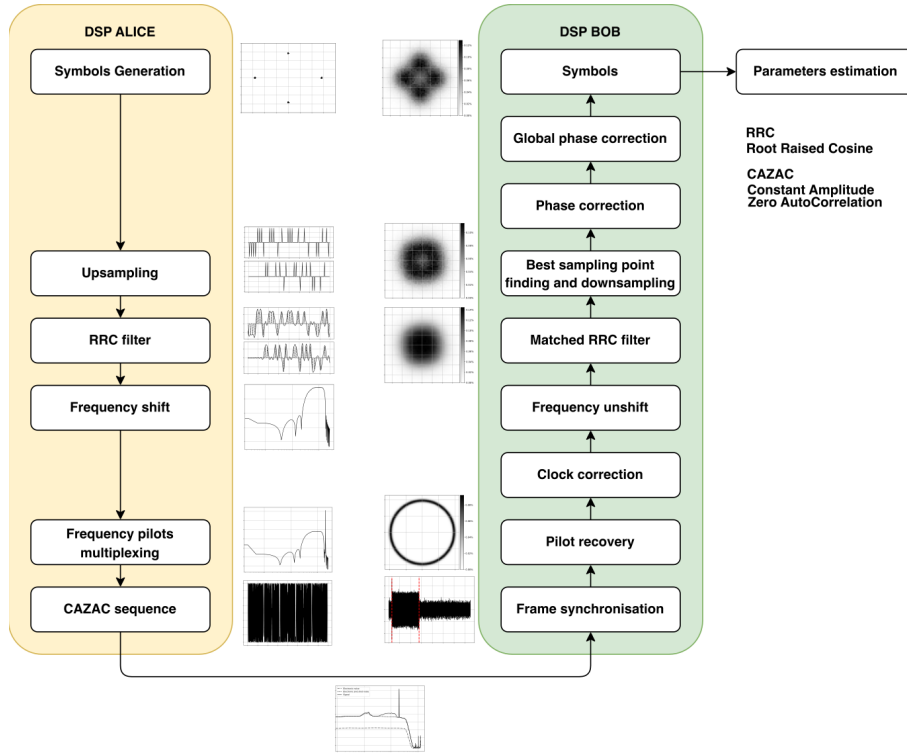 DSP ALICE
Symbols Generation
Upsampling
RRC filter
Frequency shift
Frequency pilots
multiplexing
CAZAC sequence
DSP BOB
Symbols
Global phase correction
Phase correction
Best sampling point
finding and downsampling
Matched RRC filter
Frequency unshift
Clock correction
Pilot recovery
Frame synchronisation
Parameters estimation
RRC
Root Raised Cosine
CAZAC
Constant Amplitude
Zero AutoCorrelation